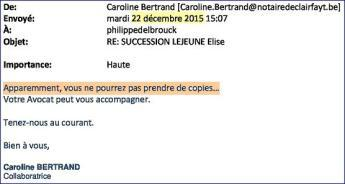 De: Caroline Bertrand [Caroline.Bertrand@notairedeclairfayt.be]
Envoyé: mardi 22 décembre 2015 15:07
À: philippedelbrouck
Objet: RE: SUCCESSION LEJEUNE Elise
Importance: Haute
Apparemment, vous ne pourrez pas prendre de copies...
Votre Avocat peut vous accompagner.
Tenez-nous au courant.
Bien à vous,
Caroline BERTRAND
Collaboratrice